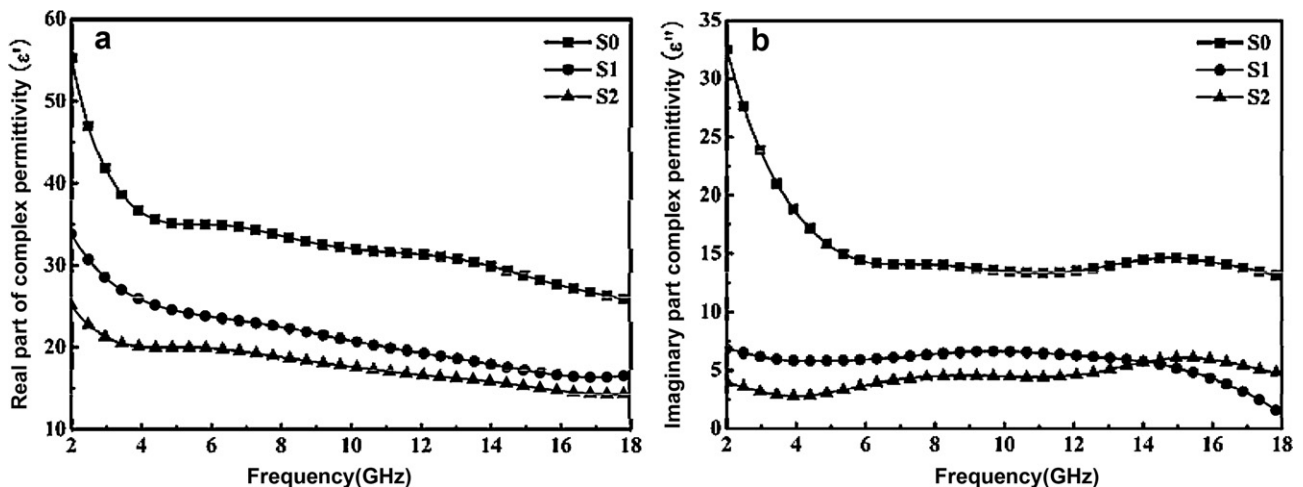 a
S0
S1
S2
Real part of complex permittivity (ε')
60
50
40
30
20
10
2 4 6 8 10 12 14 16 18
Frequency(GHz)
b
S0
S1
S2
Imaginary part complex permittivity (ε'')
35
30
25
20
15
10
5
0
2 4 6 8 10 12 14 16 18
Frequency(GHz)